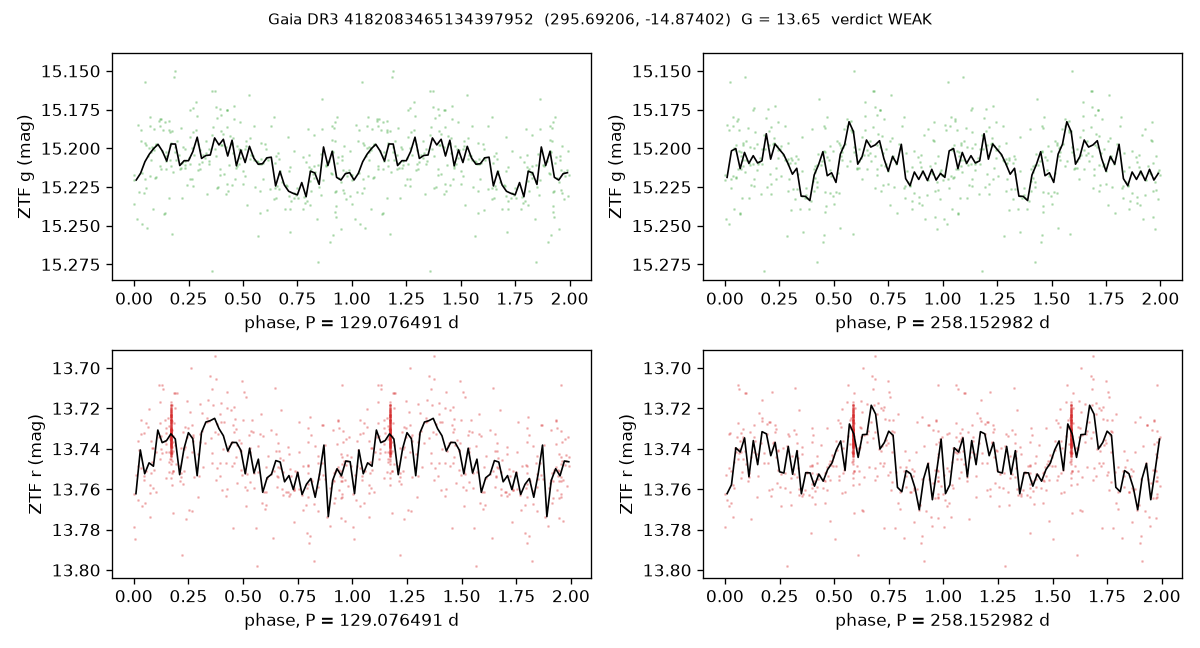 Gaia DR3 4182083465134397952  (295.69206, -14.87402)  G = 13.65  verdict WEAK
ZTF g (mag)
15.150
15.175
15.200
15.225
15.250
15.275
0.00 0.25 0.50 0.75 1.00 1.25 1.50 1.75 2.00
phase, P = 129.076491 d
ZTF g (mag)
15.150
15.175
15.200
15.225
15.250
15.275
0.00 0.25 0.50 0.75 1.00 1.25 1.50 1.75 2.00
phase, P = 258.152982 d
ZTF r (mag)
13.70
13.72
13.74
13.76
13.78
13.80
0.00 0.25 0.50 0.75 1.00 1.25 1.50 1.75 2.00
phase, P = 129.076491 d
ZTF r (mag)
13.70
13.72
13.74
13.76
13.78
13.80
0.00 0.25 0.50 0.75 1.00 1.25 1.50 1.75 2.00
phase, P = 258.152982 d